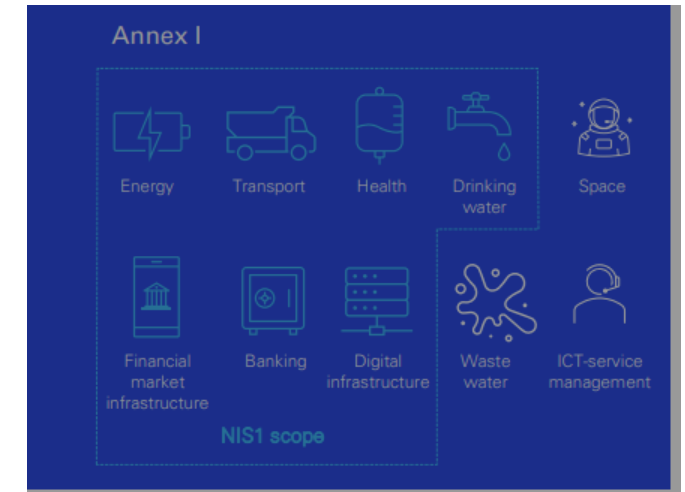 Annex I
Energy
Transport
Health
Drinking
water
Space
Financial
market
infrastructure
Banking
Digital
infrastructure
Waste
water
ICT-service
management
NIS1 scope